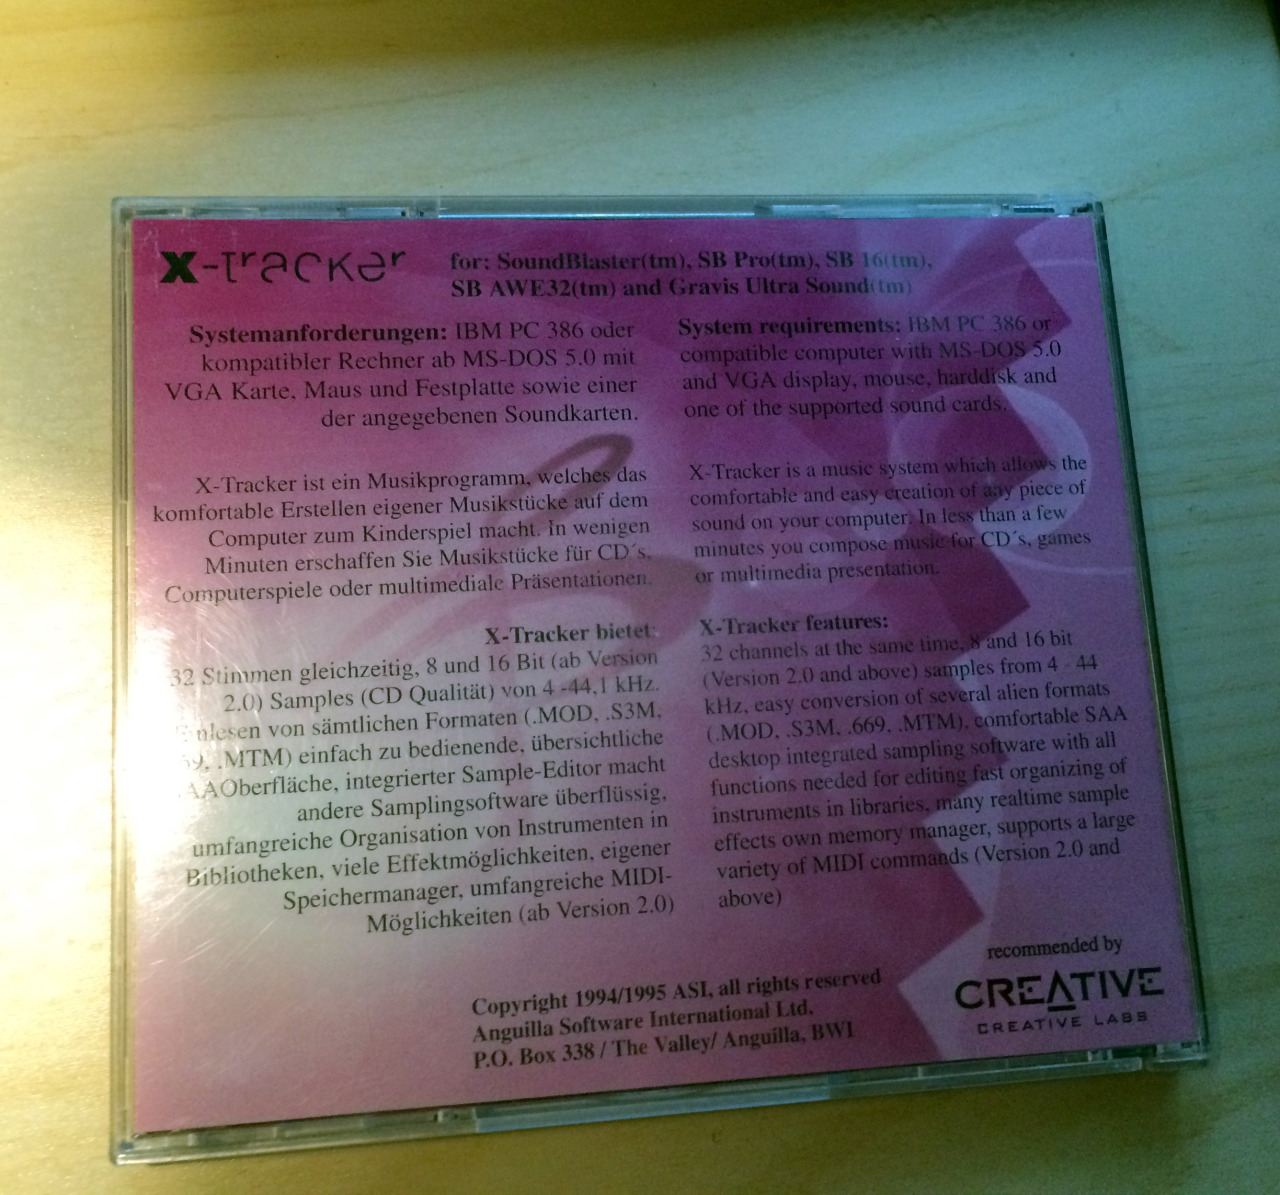 x-tracker
for: SoundBlaster(tm), SB Pro(tm), SB 16(tm),
SB AWE32(tm) and Gravis Ultra Sound(tm)
Systemanforderungen: IBM PC 386 oder
kompatibler Rechner ab MS-DOS 5.0 mit
VGA Karte, Maus und Festplatte sowie einer
der angegebenen Soundkarten.
X-Tracker ist ein Musikprogramm, welches das
komfortable Erstellen eigener Musikstücke auf dem
Computer zum Kinderspiel macht. In wenigen
Minuten erschaffen Sie Musikstücke für CD´s,
Computerspiele oder multimediale Präsentationen.
X-Tracker bietet:
32 Stimmen gleichzeitig, 8 und 16 Bit (ab Version
2.0) Samples (CD Qualität) von 4 -44,1 kHz.
von sämtlichen Formaten (.MOD, .S3M,
.MTM) einfach zu bedienende, übersichtliche
SAAOberfläche, integrierter Sample-Editor macht
andere Samplingsoftware überflüssig,
umfangreiche Organisation von Instrumenten in
Bibliotheken, viele Effektmöglichkeiten, eigener
Speichermanager, umfangreiche MIDI-
Möglichkeiten (ab Version 2.0)
System requirements: IBM PC 386 or
compatible computer with MS-DOS 5.0
and VGA display, mouse, harddisk and
one of the supported sound cards.
X-Tracker is a music system which allows the
comfortable and easy creation of any piece of
sound on your computer. In less than a few
minutes you compose music for CD´s, games
or multimedia presentation.
X-Tracker features:
32 channels at the same time, 8 and 16 bit
(Version 2.0 and above) samples from 4 - 44
kHz, easy conversion of several alien formats
(.MOD, .S3M, .669, .MTM), comfortable SAA
desktop integrated sampling software with all
functions needed for editing fast organizing of
instruments in libraries, many realtime sample
effects own memory manager, supports a large
variety of MIDI commands (Version 2.0 and
above)
Copyright 1994/1995 ASI, all rights reserved
Anguilla Software International Ltd.
P.O. Box 338 / The Valley/ Anguilla, BWI
recommended by
CREATIVE
CREATIVE LABS